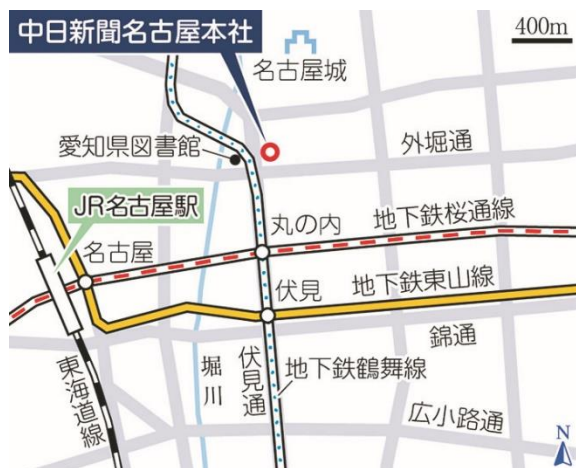 中日新聞名古屋本社
400m
名古屋城
愛知県図書館
外堀通
JR名古屋駅
丸の内
地下鉄桜通線
名古屋
伏見
地下鉄東山線
錦通
東海道線
堀川
伏見通
地下鉄鶴舞線
広小路通
N